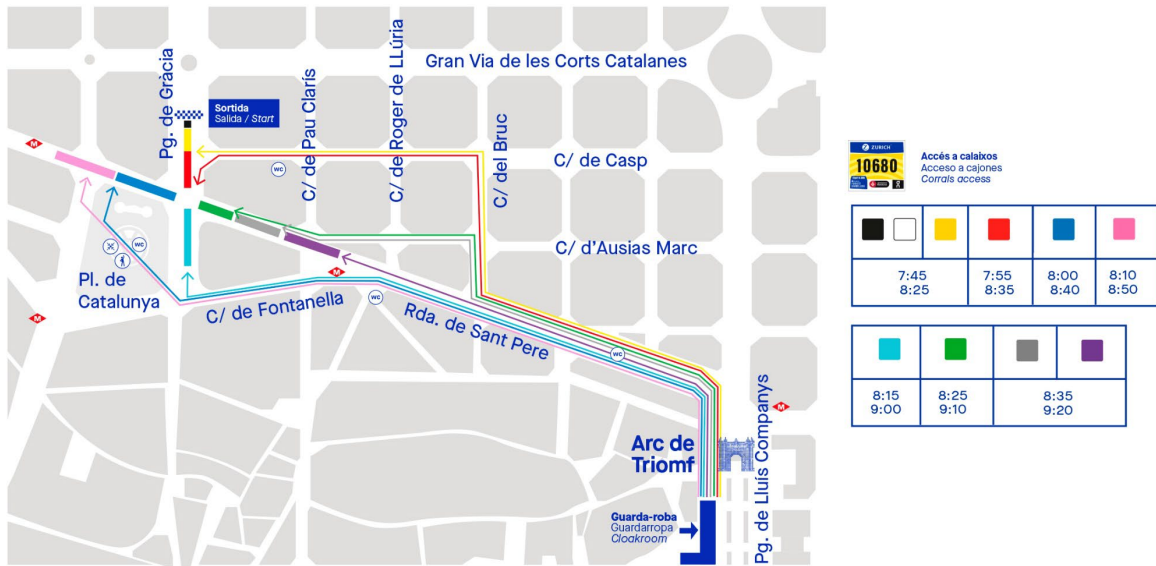 Pg. de Gràcia
C/ de Pau Clarís
C/ de Roger de LLúria
Gran Via de les Corts Catalanes
Sortida
Salida / Start
C/ del Bruc
C/ de Casp
WC
M
C/ d'Ausias Marc
WC
M
Pl. de
Catalunya
C/ de Fontanella
WC
Rda. de Sant Pere
M
WC
M
Arc de
Triomf
Pg. de Lluís Companys
Guarda-roba
Guardarropa
Cloakroom
ZURICH
10680
Accés a calaixos
Acceso a cajones
Corrals access
7:45
8:25
7:55
8:35
8:00
8:40
8:10
8:50
8:15
9:00
8:25
9:10
8:35
9:20